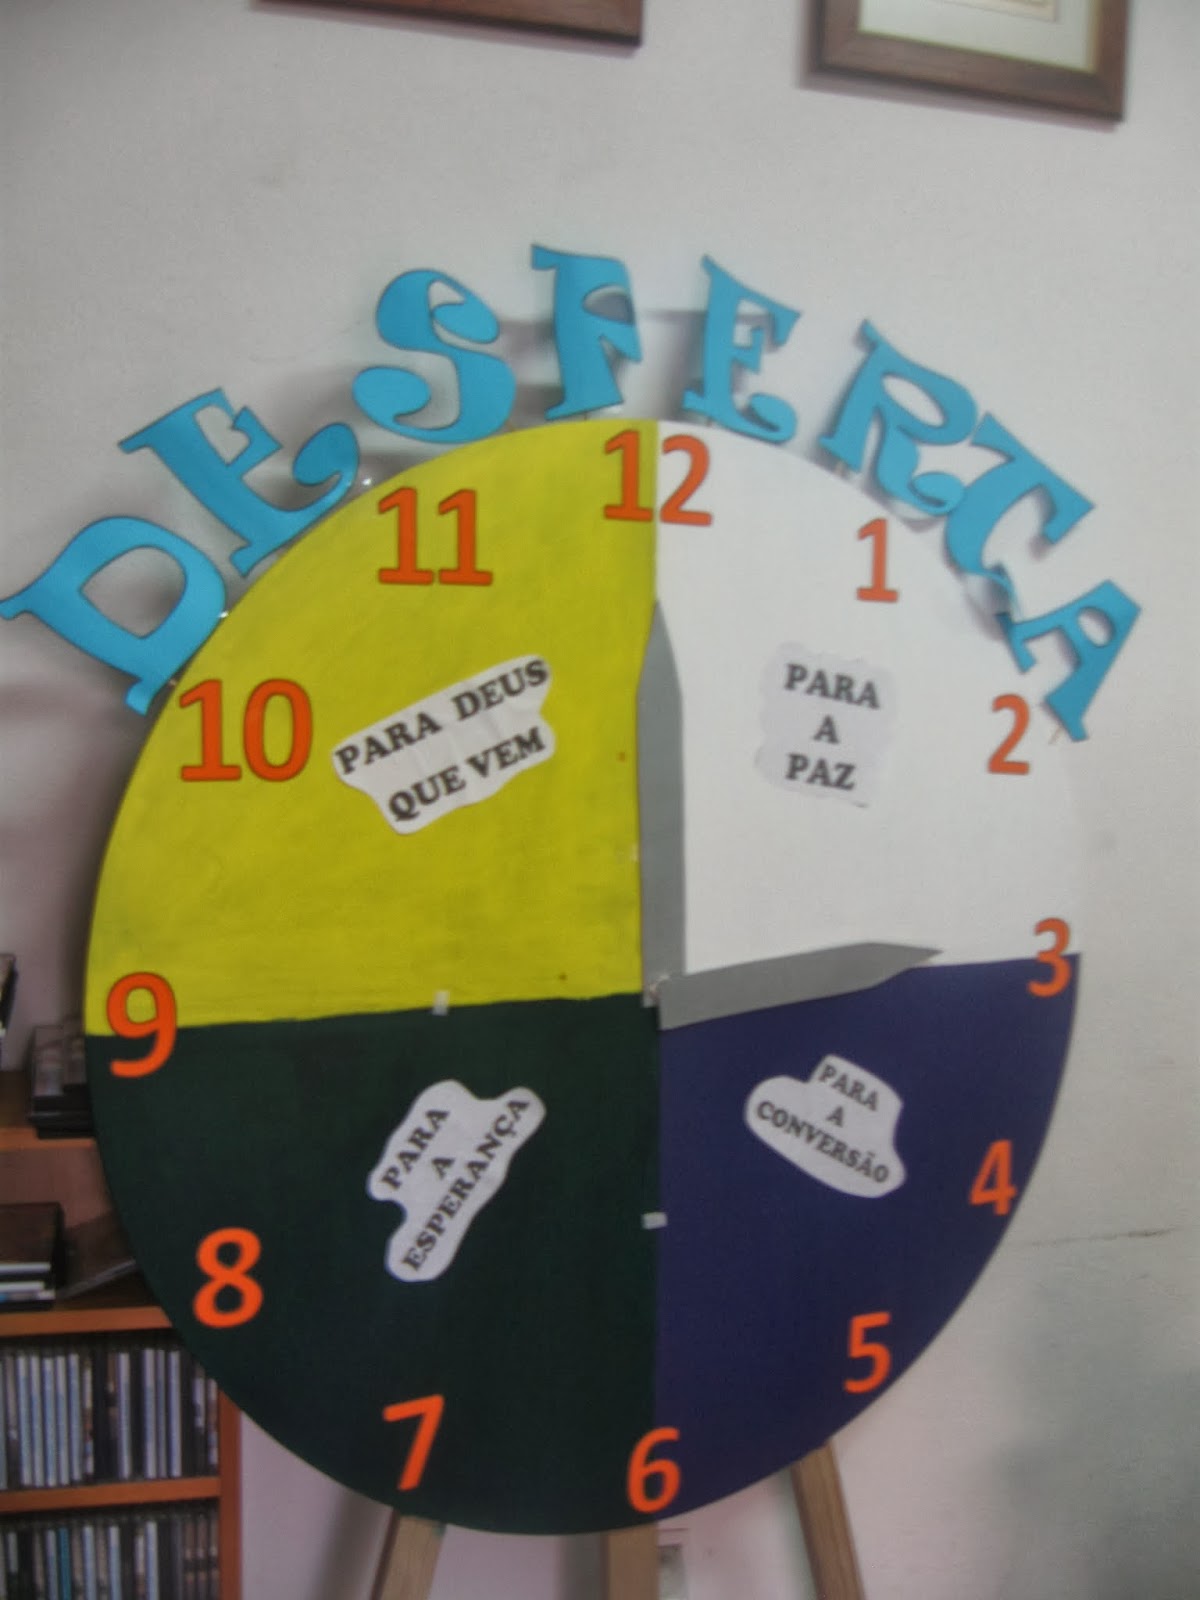 DESPERTA
12
1
2
3
4
5
6
7
8
9
10
11
PARA DEUS
QUE VEM
PARA
A
PAZ
PARA
A
ESPERANÇA
PARA
A
CONVERSÃO